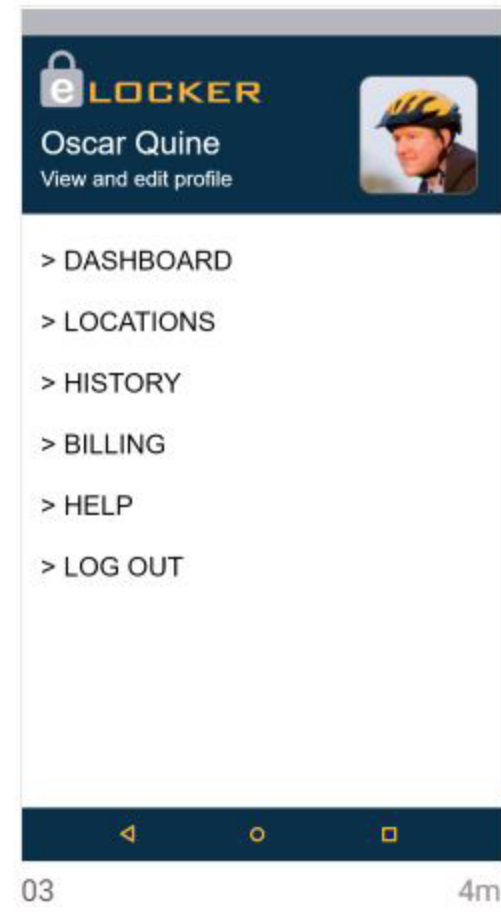 eLOCKER
Oscar Quine
View and edit profile
> DASHBOARD
> LOCATIONS
> HISTORY
> BILLING
> HELP
> LOG OUT
03 4m